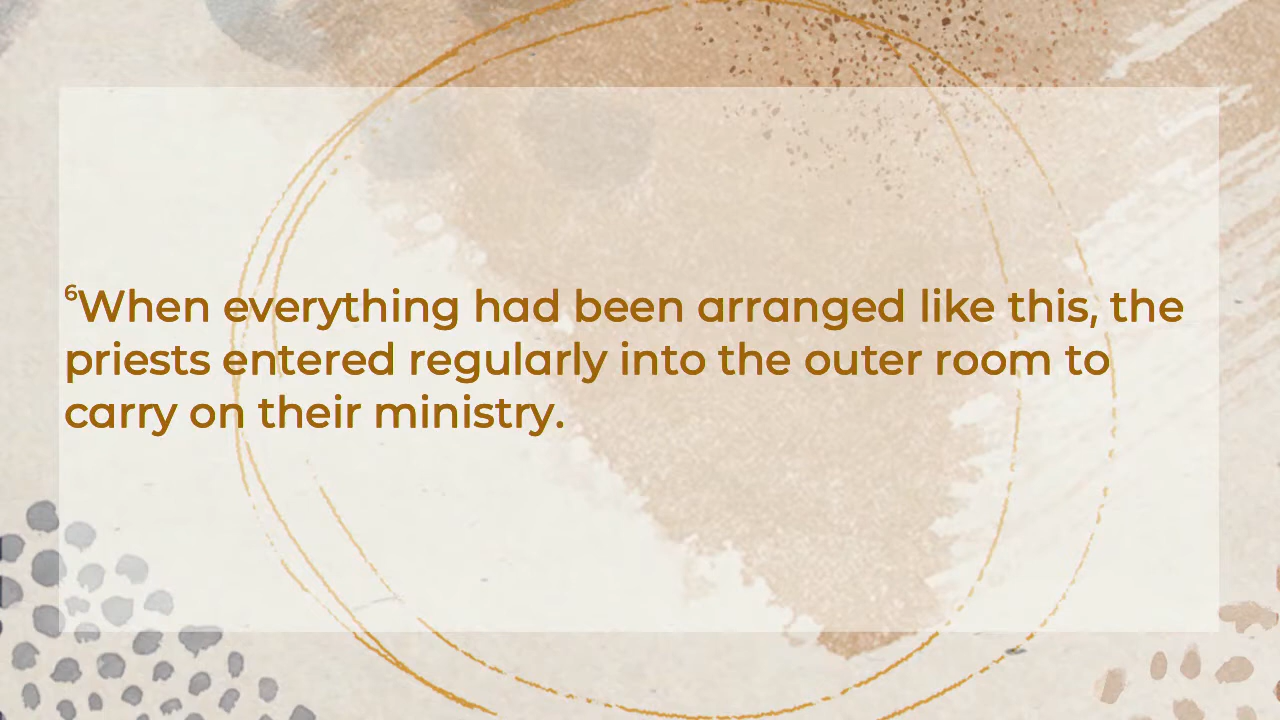 ⁶When everything had been arranged like this, the
priests entered regularly into the outer room to
carry on their ministry.